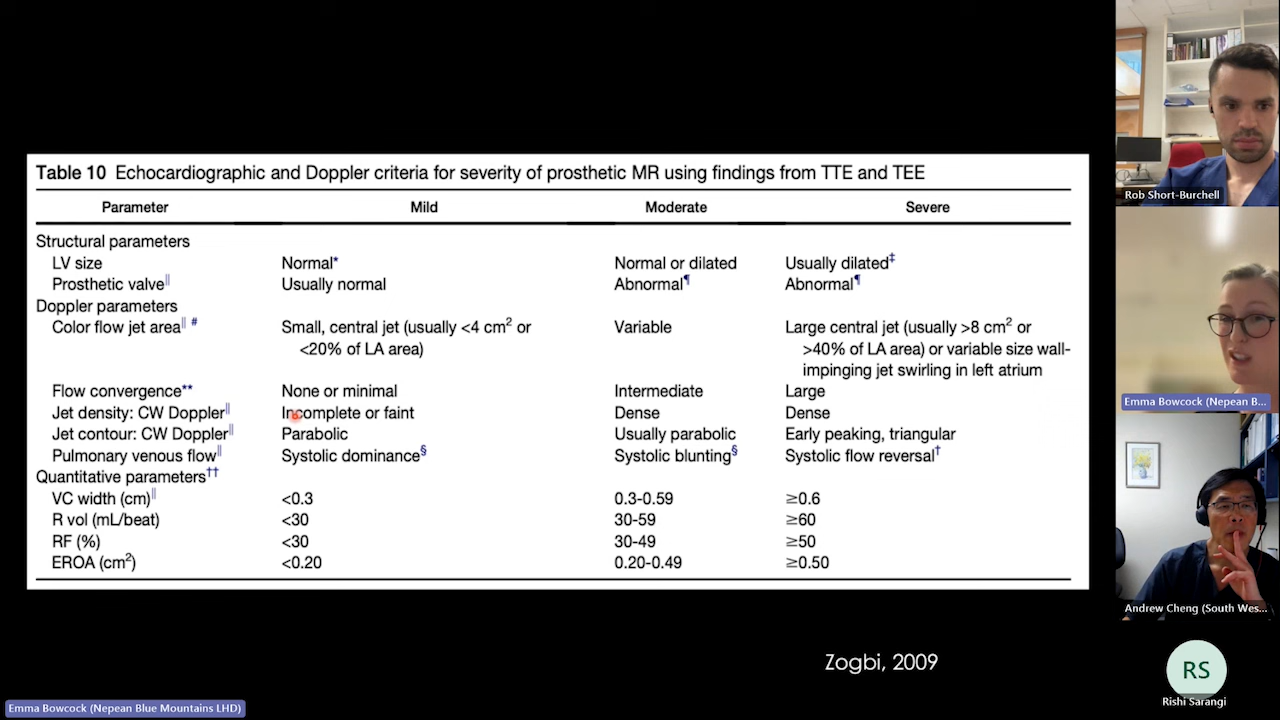 Table 10 Echocardiographic and Doppler criteria for severity of prosthetic MR using findings from TTE and TEE
Parameter Mild Moderate Severe
Structural parameters
LV size Normal* Normal or dilated Usually dilated‡
Prosthetic valve|| Usually normal Abnormal¶ Abnormal¶
Doppler parameters
Color flow jet area|| # Small, central jet (usually <4 cm² or Variable Large central jet (usually >8 cm² or
<20% of LA area) >40% of LA area) or variable size wall-
impinging jet swirling in left atrium
Flow convergence** None or minimal Intermediate Large
Jet density: CW Doppler|| Incomplete or faint Dense Dense
Jet contour: CW Doppler|| Parabolic Usually parabolic Early peaking, triangular
Pulmonary venous flow|| Systolic dominance§ Systolic blunting§ Systolic flow reversal†
Quantitative parameters††
VC width (cm)|| <0.3 0.3-0.59 ≥0.6
R vol (mL/beat) <30 30-59 ≥60
RF (%) <30 30-49 ≥50
EROA (cm²) <0.20 0.20-0.49 ≥0.50
Zogbi, 2009
Emma Bowcock (Nepean Blue Mountains LHD)
Rob Short-Burchell
Emma Bowcock (Nepean B...
Andrew Cheng (South Wes...
RS
Rishi Sarangi